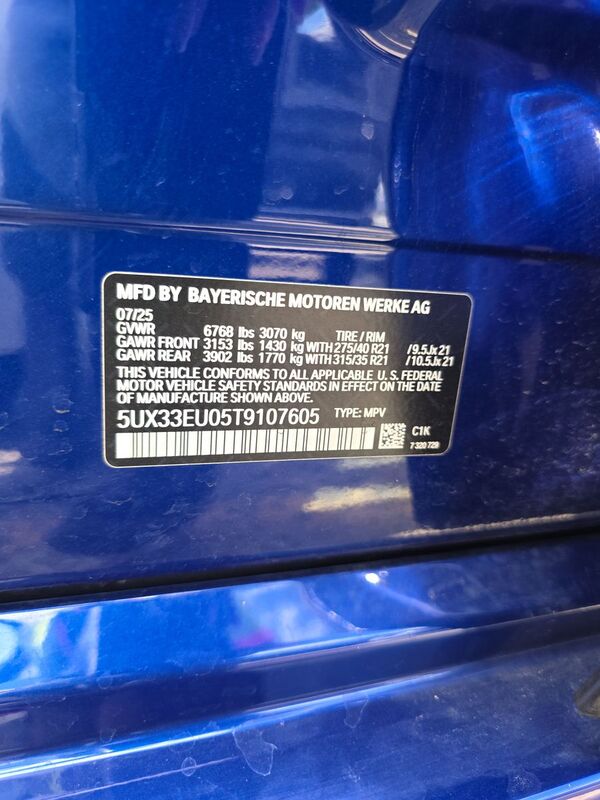 MFD BY BAYERISCHE MOTOREN WERKE AG
07/25
GVWR 6768 lbs 3070 kg TIRE / RIM
GAWR FRONT 3153 lbs 1430 kg WITH 275/40 R21 /9.5Jx21
GAWR REAR 3902 lbs 1770 kg WITH 315/35 R21 /10.5Jx21
THIS VEHICLE CONFORMS TO ALL APPLICABLE U.S. FEDERAL
MOTOR VEHICLE SAFETY STANDARDS IN EFFECT ON THE
DATE OF MANUFACTURE SHOWN ABOVE.
5UX33EU05T9107605 TYPE: MPV
C1K
7 320 729